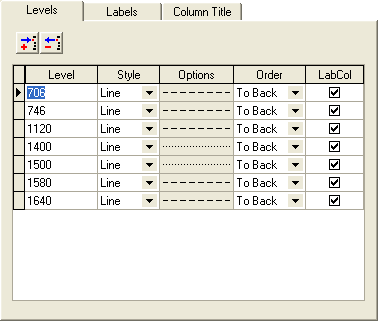 Levels Labels Column Title
Level Style Options Order LabCol
706 Line To Back
746 Line To Back
1120 Line To Back
1400 Line To Back
1500 Line To Back
1580 Line To Back
1640 Line To Back